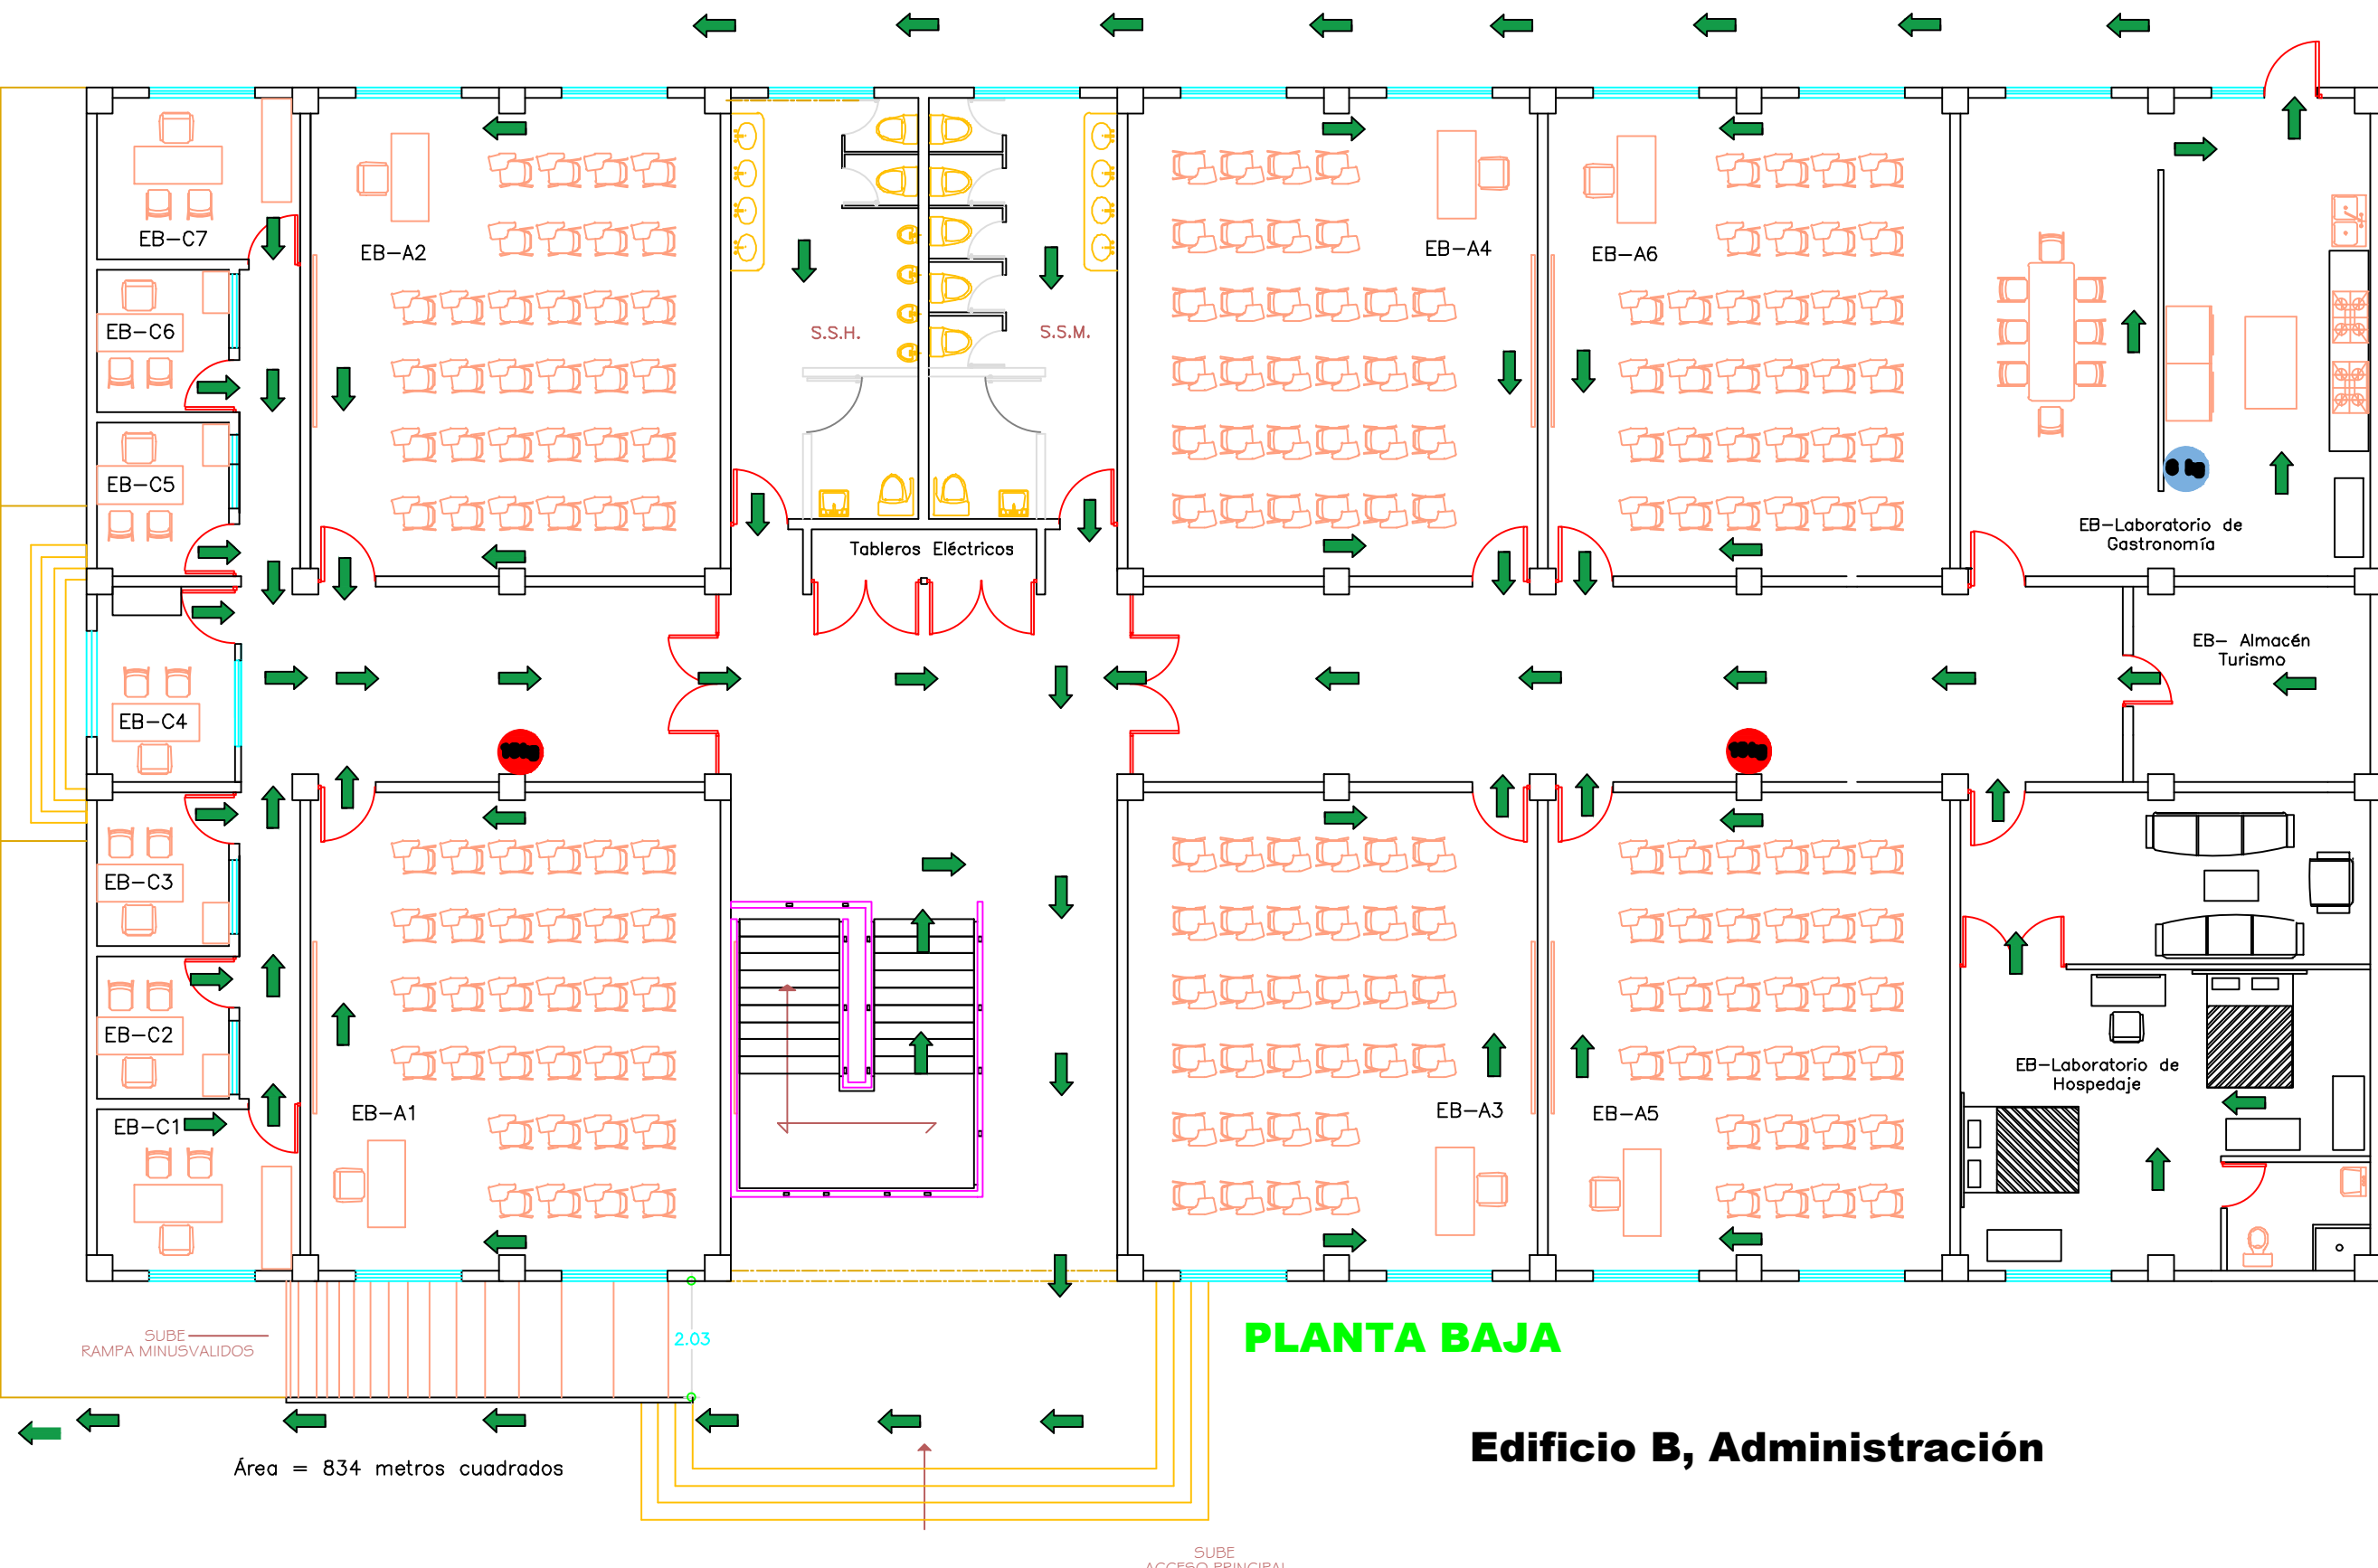 EB-C7
EB-A2
EB-A4
EB-A6
EB-C6
S.S.H.
S.S.M.
EB-C5
EB-Laboratorio de
Gastronomía
Tableros Eléctricos
EB- Almacén
Turismo
EB-C4
EB-C3
EB-C2
EB-Laboratorio de
Hospedaje
EB-C1
EB-A1
EB-A3
EB-A5
SUBE
RAMPA MINUSVALIDOS
2.03
PLANTA BAJA
Edificio B, Administración
Área = 834 metros cuadrados
SUBE
ACCESO PRINCIPAL